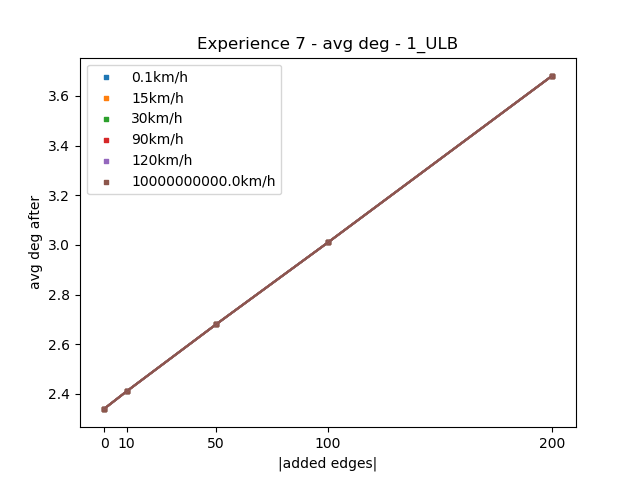 Experience 7 - avg deg - 1_ULB
0.1km/h
15km/h
30km/h
90km/h
120km/h
10000000000.0km/h
avg deg after
3.6
3.4
3.2
3.0
2.8
2.6
2.4
0 10 50 100 200
|added edges|